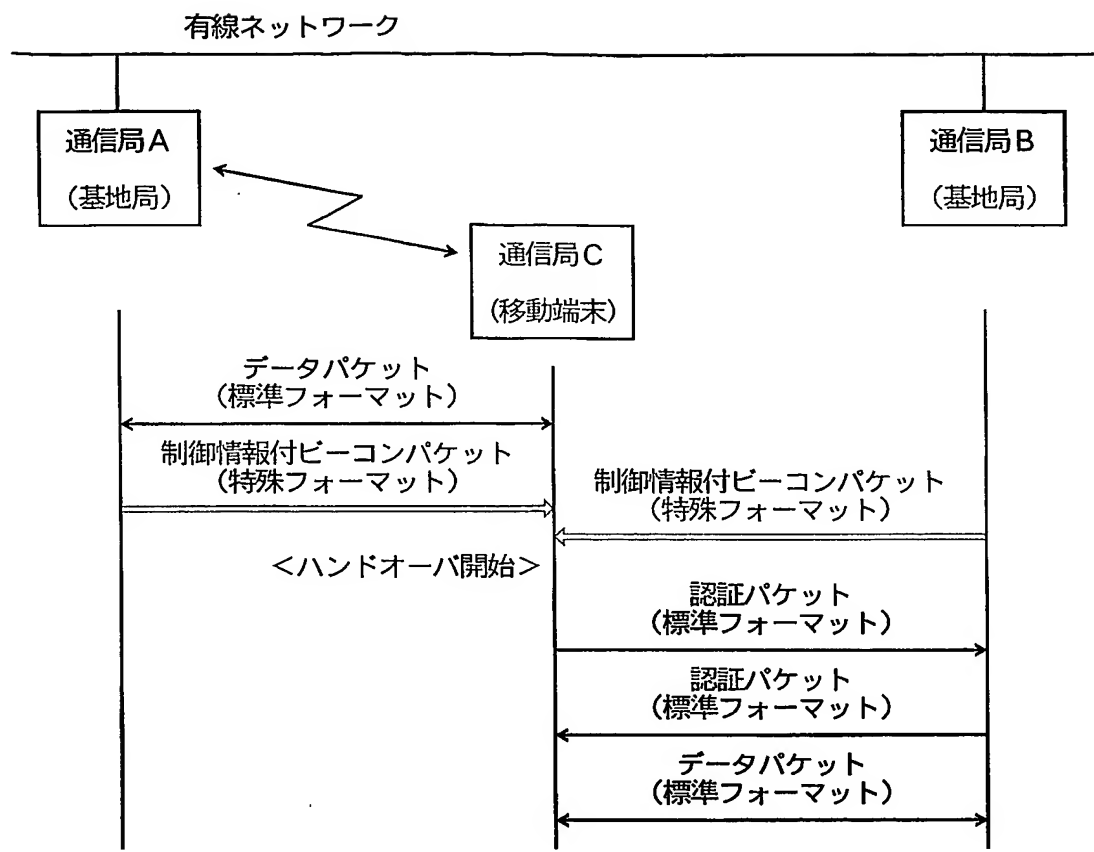 有線ネットワーク
通信局A
(基地局)
通信局B
(基地局)
通信局C
(移動端末)
データパケット
(標準フォーマット)
制御情報付ビーコンパケット
(特殊フォーマット)
制御情報付ビーコンパケット
(特殊フォーマット)
＜ハンドオーバ開始＞
認証パケット
(標準フォーマット)
認証パケット
(標準フォーマット)
データパケット
(標準フォーマット)